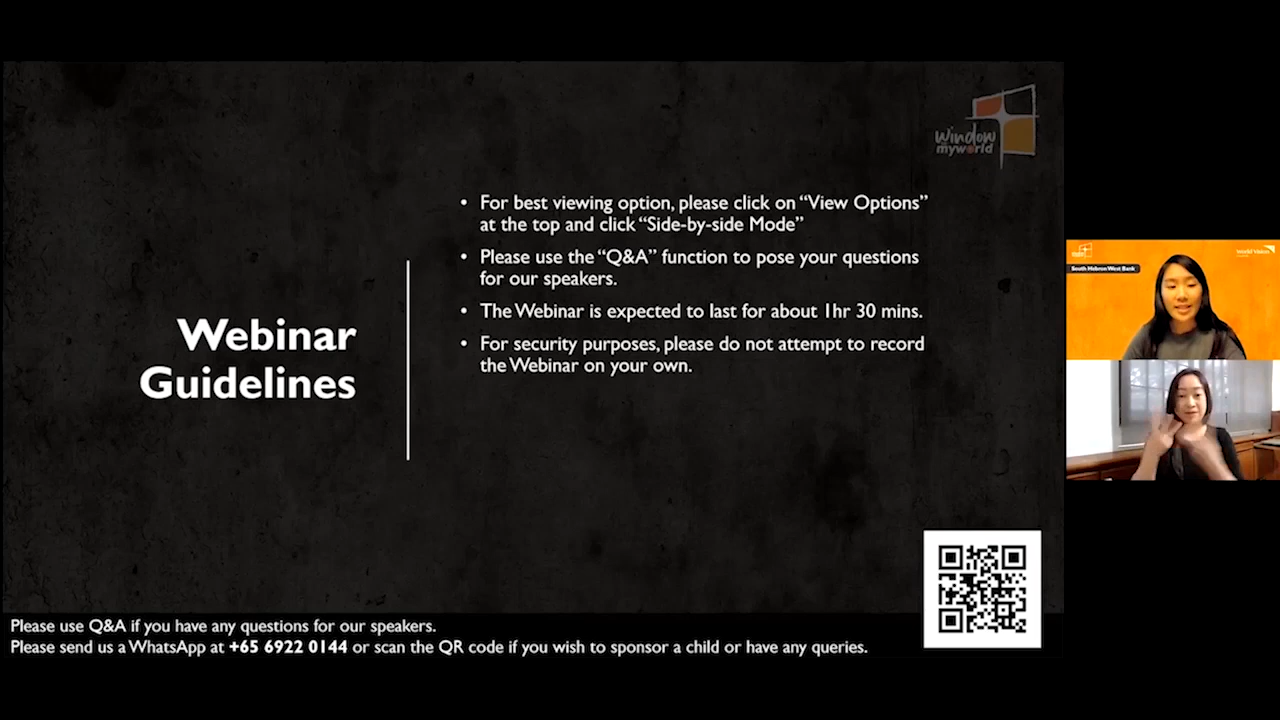 Window
myworld
• For best viewing option, please click on “View Options”
at the top and click “Side-by-side Mode”
• Please use the “Q&A” function to pose your questions
for our speakers.
• The Webinar is expected to last for about 1hr 30 mins.
• For security purposes, please do not attempt to record
the Webinar on your own.
Webinar
Guidelines
World Vision
South Hebron West Bank
Please use Q&A if you have any questions for our speakers.
Please send us a WhatsApp at +65 6922 0144 or scan the QR code if you wish to sponsor a child or have any queries.